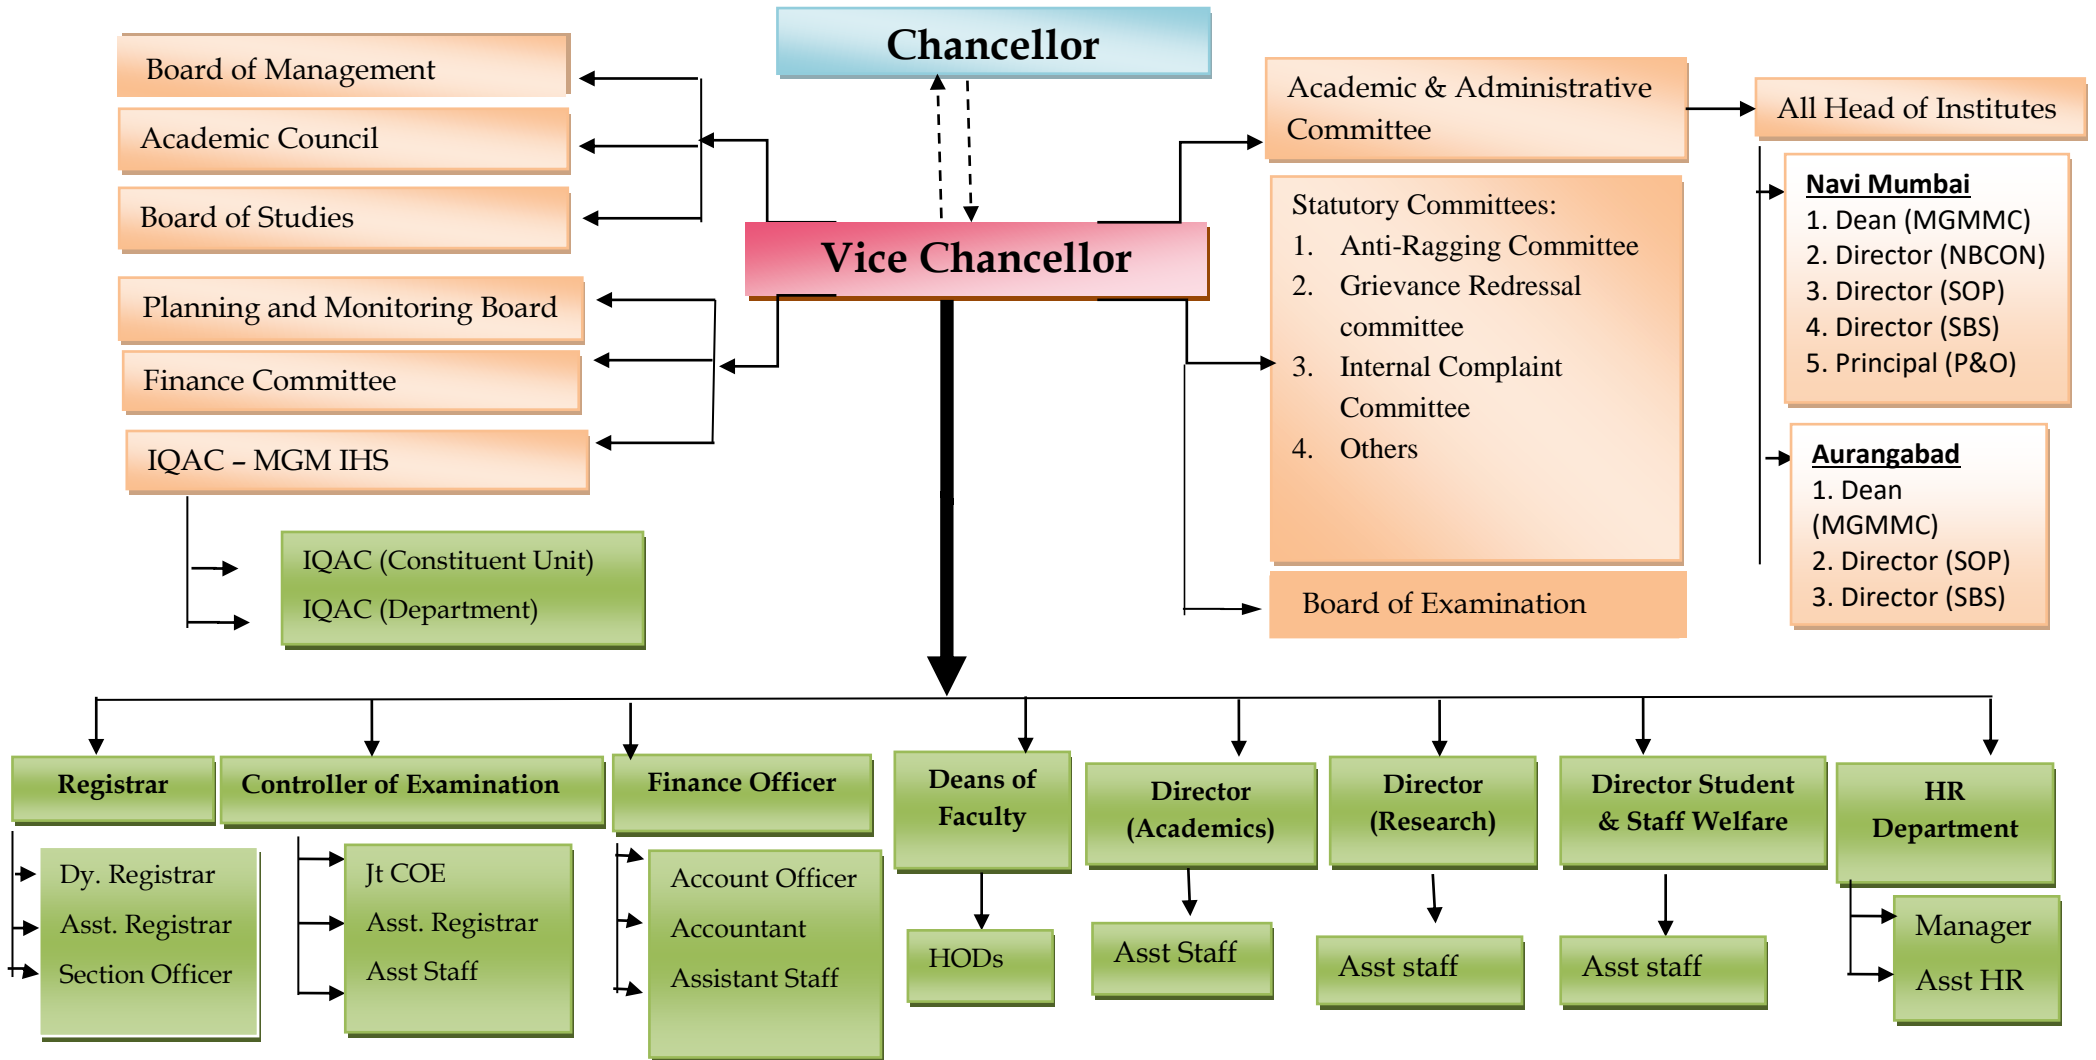 Chancellor
Board of Management
Academic Council
Board of Studies
Vice Chancellor
Planning and Monitoring Board
Finance Committee
IQAC – MGM IHS
IQAC (Constituent Unit)
IQAC (Department)
Academic & Administrative
Committee
Statutory Committees:
1. Anti-Ragging Committee
2. Grievance Redressal
committee
3. Internal Complaint
Committee
4. Others
Board of Examination
All Head of Institutes
Navi Mumbai
1. Dean (MGMMC)
2. Director (NBCON)
3. Director (SOP)
4. Director (SBS)
5. Principal (P&O)
Aurangabad
1. Dean
(MGMMC)
2. Director (SOP)
3. Director (SBS)
Registrar
Dy. Registrar
Asst. Registrar
Section Officer
Controller of Examination
Jt COE
Asst. Registrar
Asst Staff
Finance Officer
Account Officer
Accountant
Assistant Staff
Deans of
Faculty
HODs
Director
(Academics)
Asst Staff
Director
(Research)
Asst staff
Director Student
& Staff Welfare
Asst staff
HR
Department
Manager
Asst HR